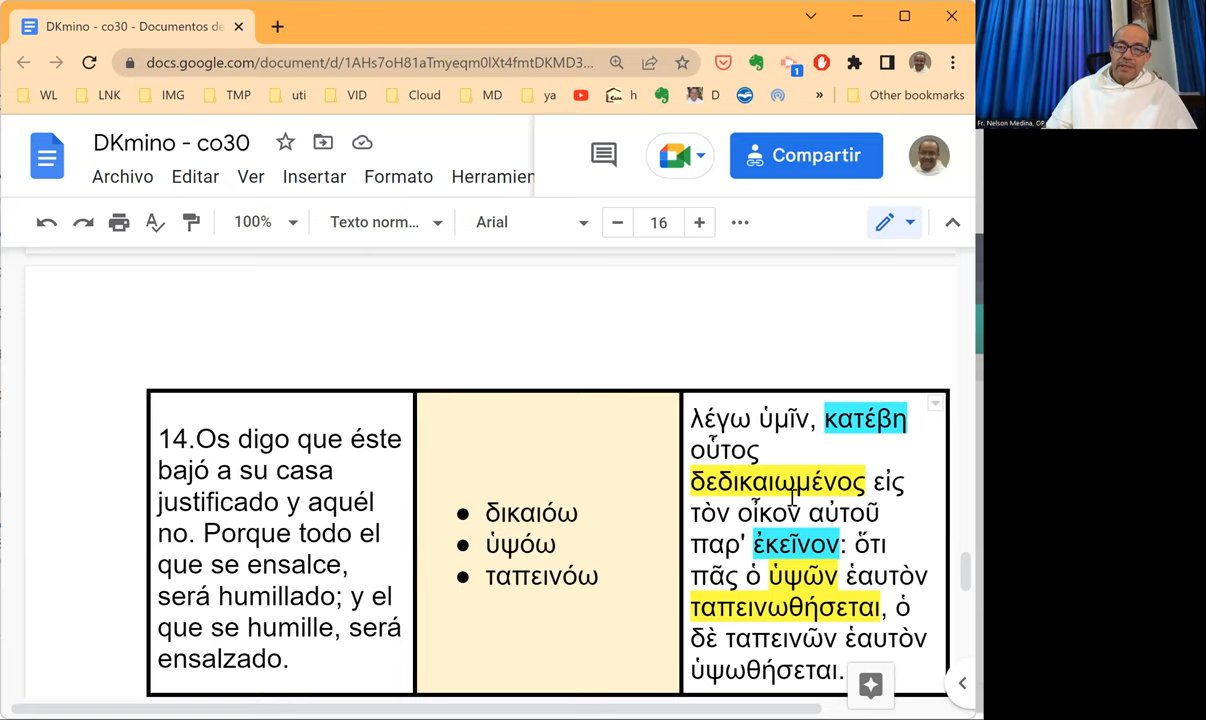 DKmino - co30 - Documentos de
docs.google.com/document/d/1AHs7oH81aTmyeqm0lXt4fmtDKMD3...
1
WL LNK IMG TMP uti VID Cloud MD ya h D » Other bookmarks
DKmino - co30
Compartir
Archivo Editar Ver Insertar Formato Herramien
100% Texto norm... Arial 16
14.Os digo que éste
bajó a su casa
justificado y aquél
no. Porque todo el
que se ensalce,
será humillado; y el
que se humille, será
ensalzado.
● δικαιόω
● ὑψόω
● ταπεινόω
λέγω ὑμῖν, κατέβη
οὗτος
δεδικαιωμένος εἰς
τὸν οἶκον αὐτοῦ
παρ' ἐκεῖνον: ὅτι
πᾶς ὁ ὑψῶν ἑαυτὸν
ταπεινωθήσεται, ὁ
δὲ ταπεινῶν ἑαυτὸν
ὑψωθήσεται.
Fr. Nelson Medina, OP